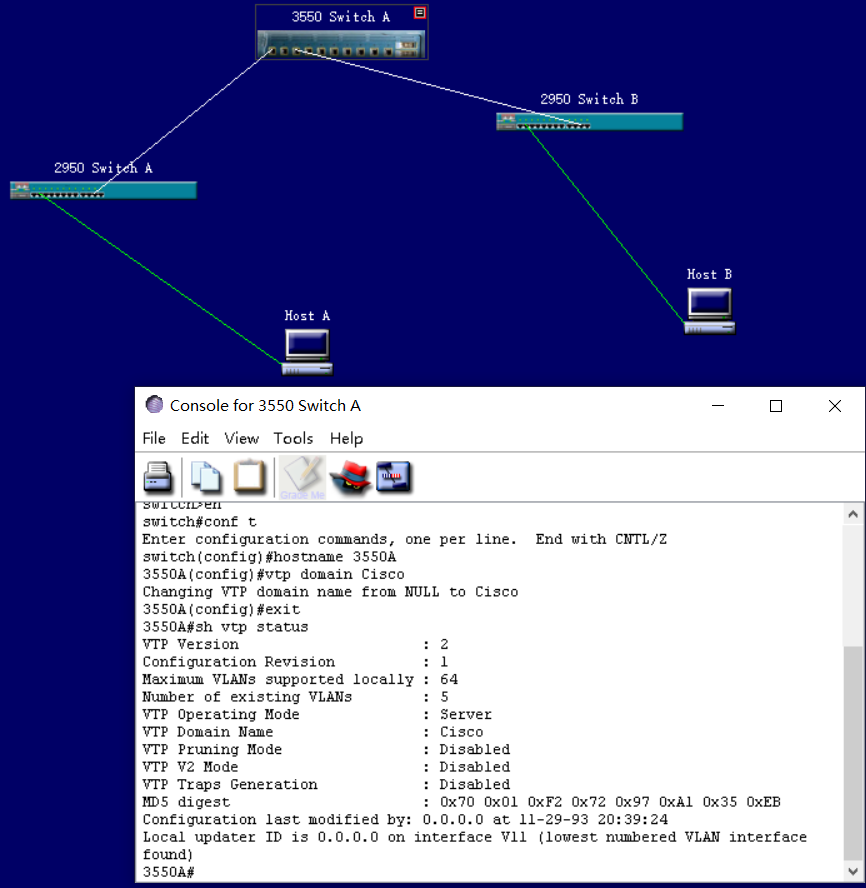 3550 Switch A
2950 Switch B
2950 Switch A
Host B
Host A
Console for 3550 Switch A
File Edit View Tools Help
Grade Me
switch>en
switch#conf t
Enter configuration commands, one per line.  End with CNTL/Z
switch(config)#hostname 3550A
3550A(config)#vtp domain Cisco
Changing VTP domain name from NULL to Cisco
3550A(config)#exit
3550A#sh vtp status
VTP Version                     : 2
Configuration Revision          : 1
Maximum VLANs supported locally : 64
Number of existing VLANs        : 5
VTP Operating Mode              : Server
VTP Domain Name                 : Cisco
VTP Pruning Mode                : Disabled
VTP V2 Mode                     : Disabled
VTP Traps Generation            : Disabled
MD5 digest                      : 0x70 0x01 0xF2 0x72 0x97 0xA1 0x35 0xEB
Configuration last modified by: 0.0.0.0 at 11-29-93 20:39:24
Local updater ID is 0.0.0.0 on interface Vl1 (lowest numbered VLAN interface
found)
3550A#